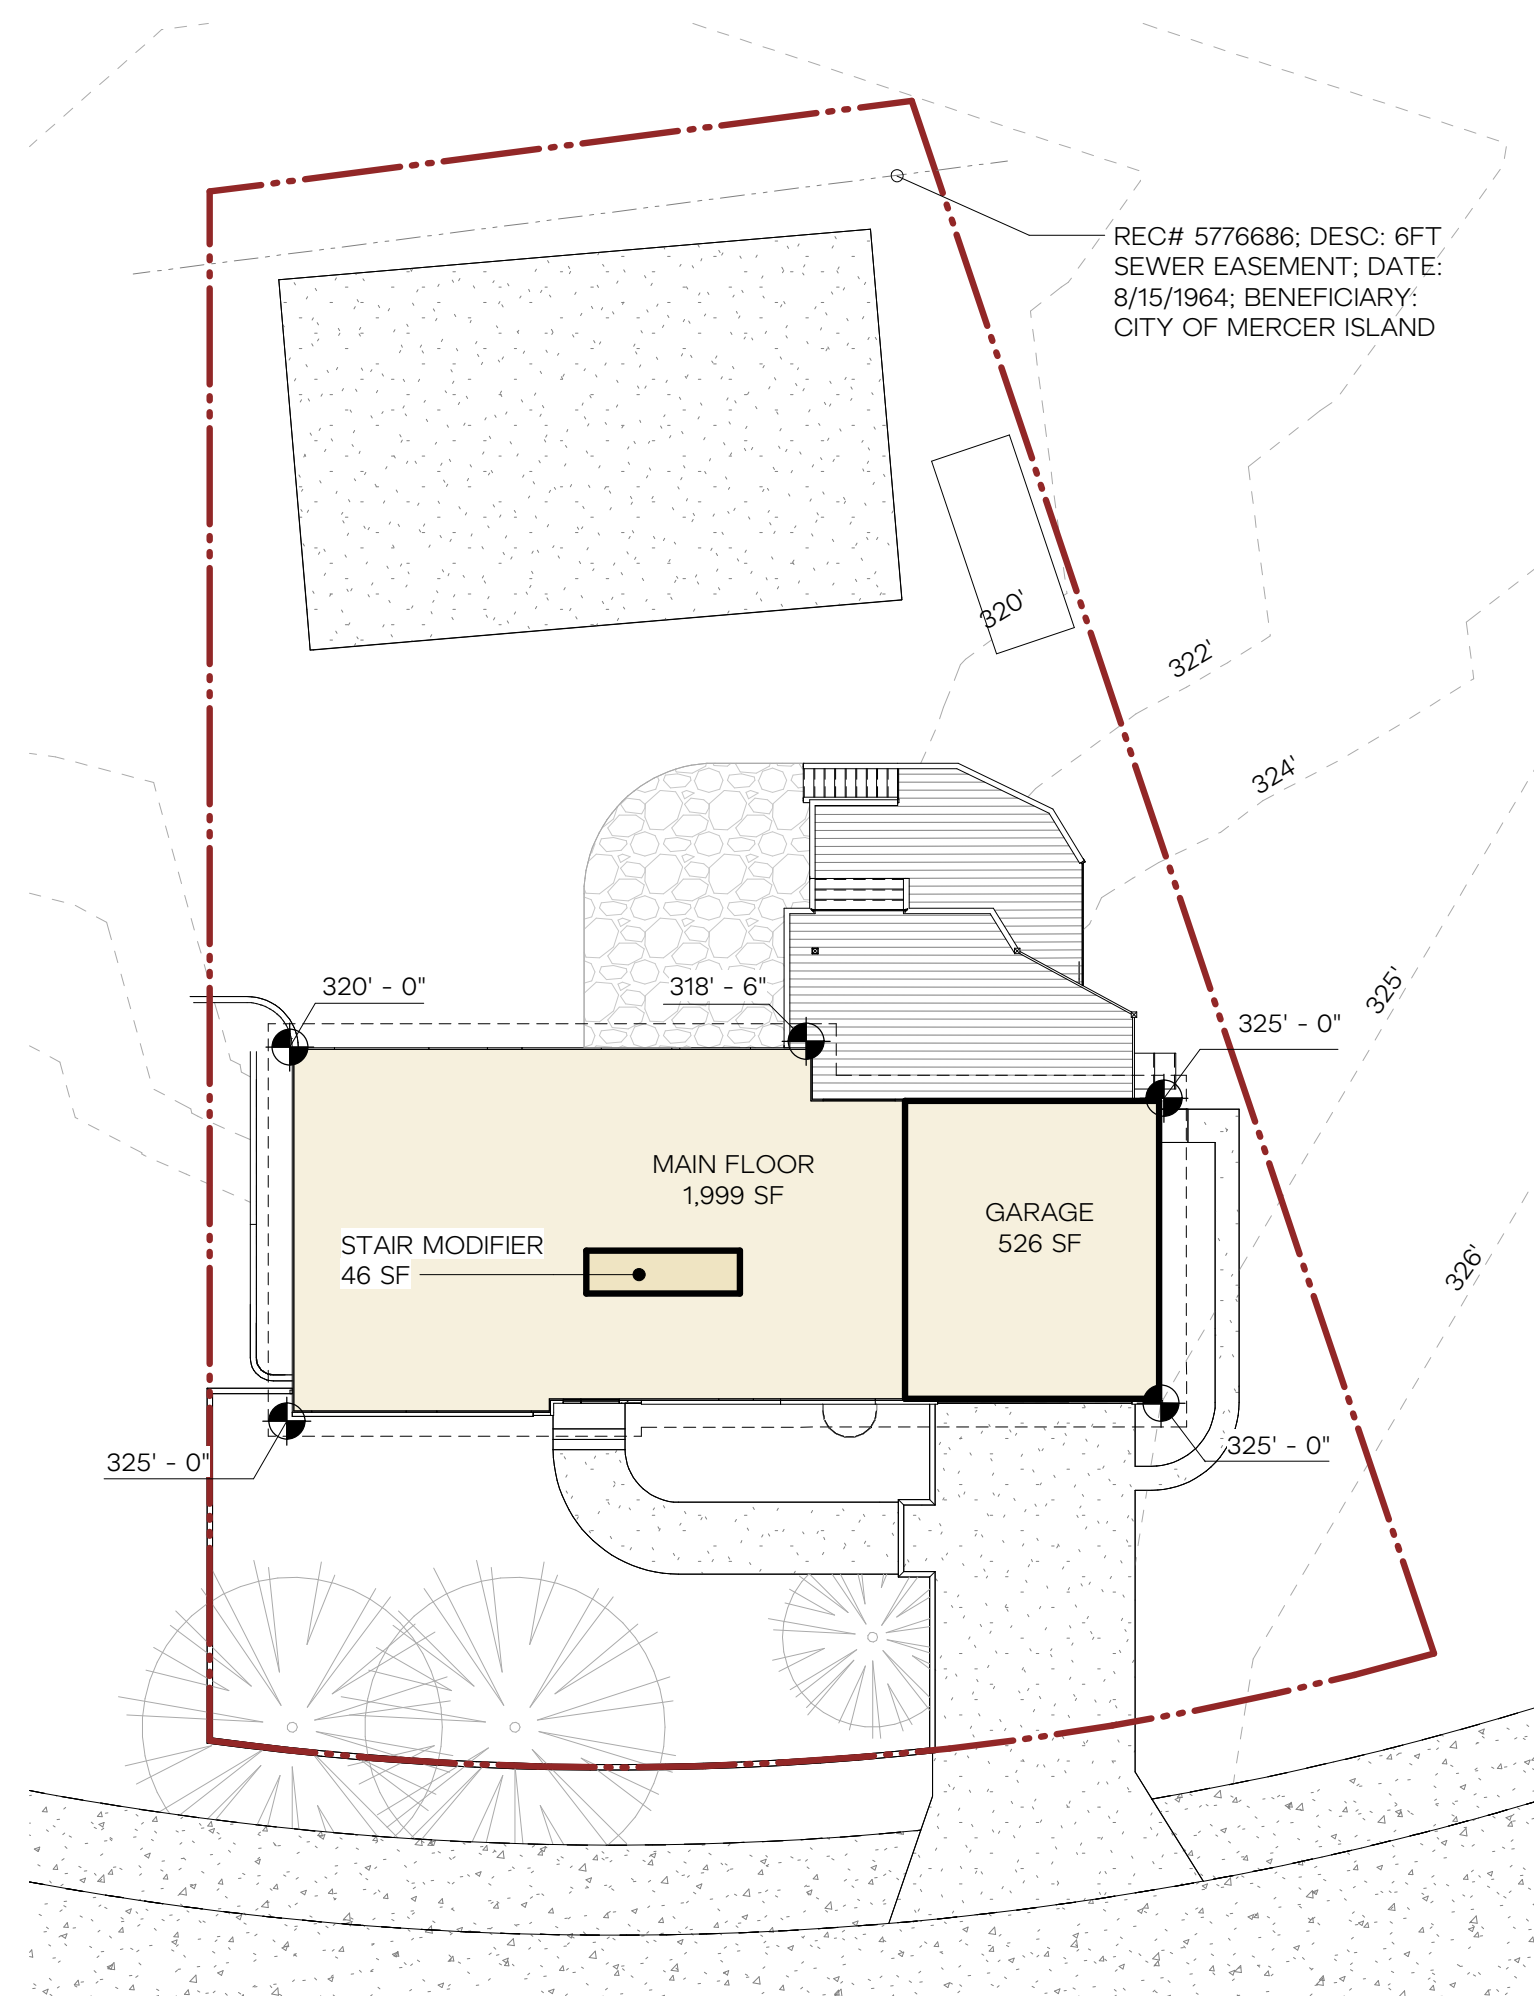 REC# 5776686; DESC: 6FT
SEWER EASEMENT; DATE:
8/15/1964; BENEFICIARY:
CITY OF MERCER ISLAND
320'
322'
324'
325'
320' - 0"
318' - 6"
325' - 0"
MAIN FLOOR
1,999 SF
GARAGE
526 SF
STAIR MODIFIER
46 SF
326'
325' - 0"
325' - 0"